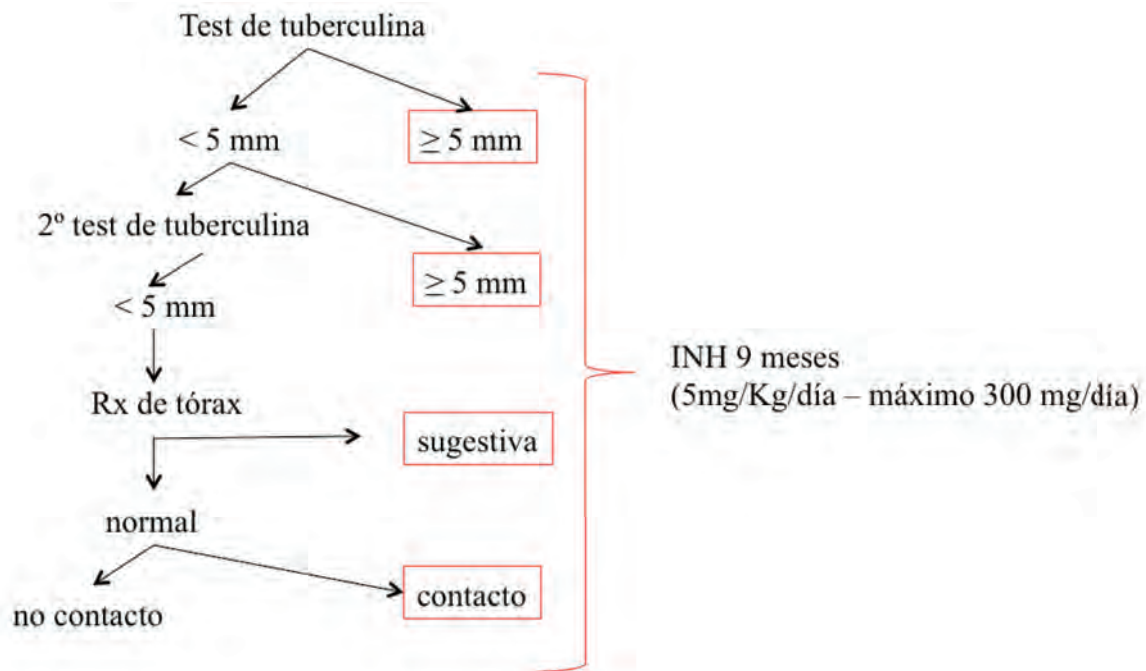 Test de tuberculina
< 5 mm
≥ 5 mm
2º test de tuberculina
≥ 5 mm
< 5 mm
INH 9 meses
(5mg/Kg/día – máximo 300 mg/día)
Rx de tórax
sugestiva
normal
contacto
no contacto